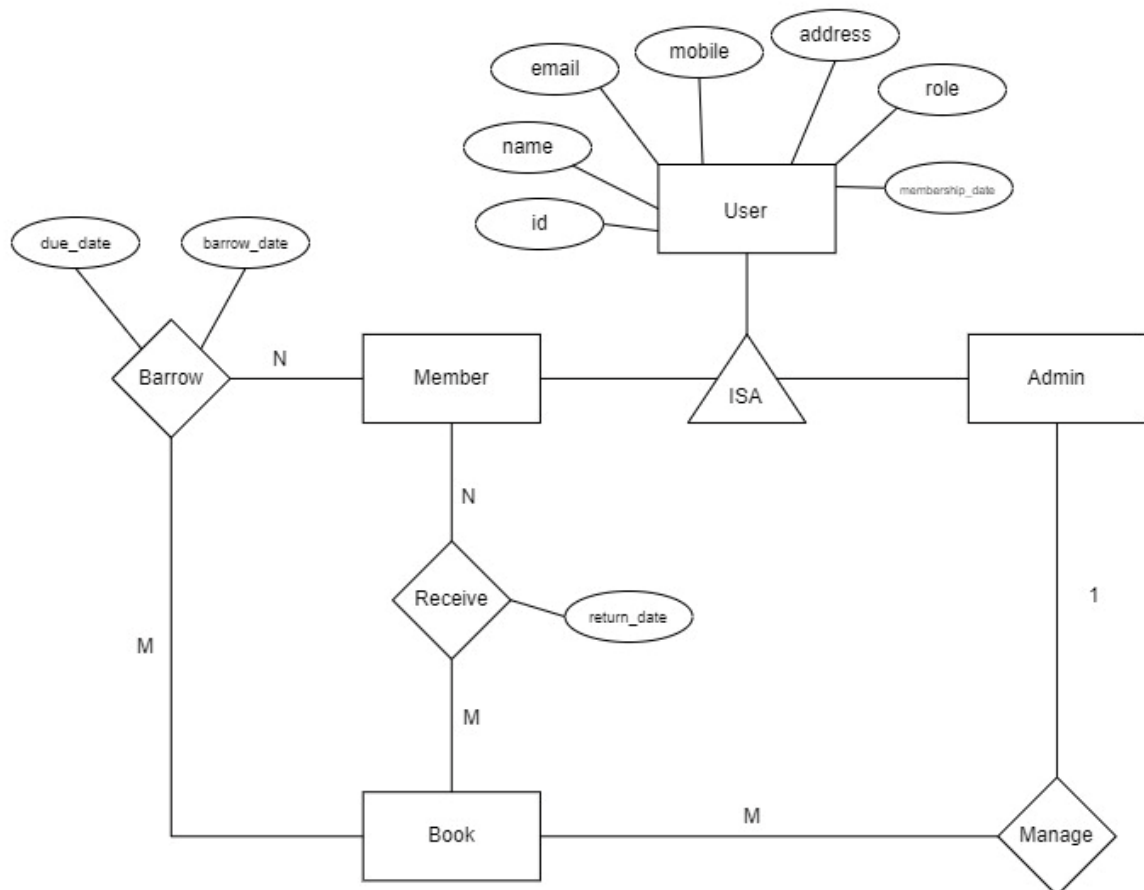 address
mobile
email
role
name
membership_date
User
id
due_date
barrow_date
N
Barrow
Member
ISA
Admin
N
Receive
return_date
1
M
M
M
Book
Manage